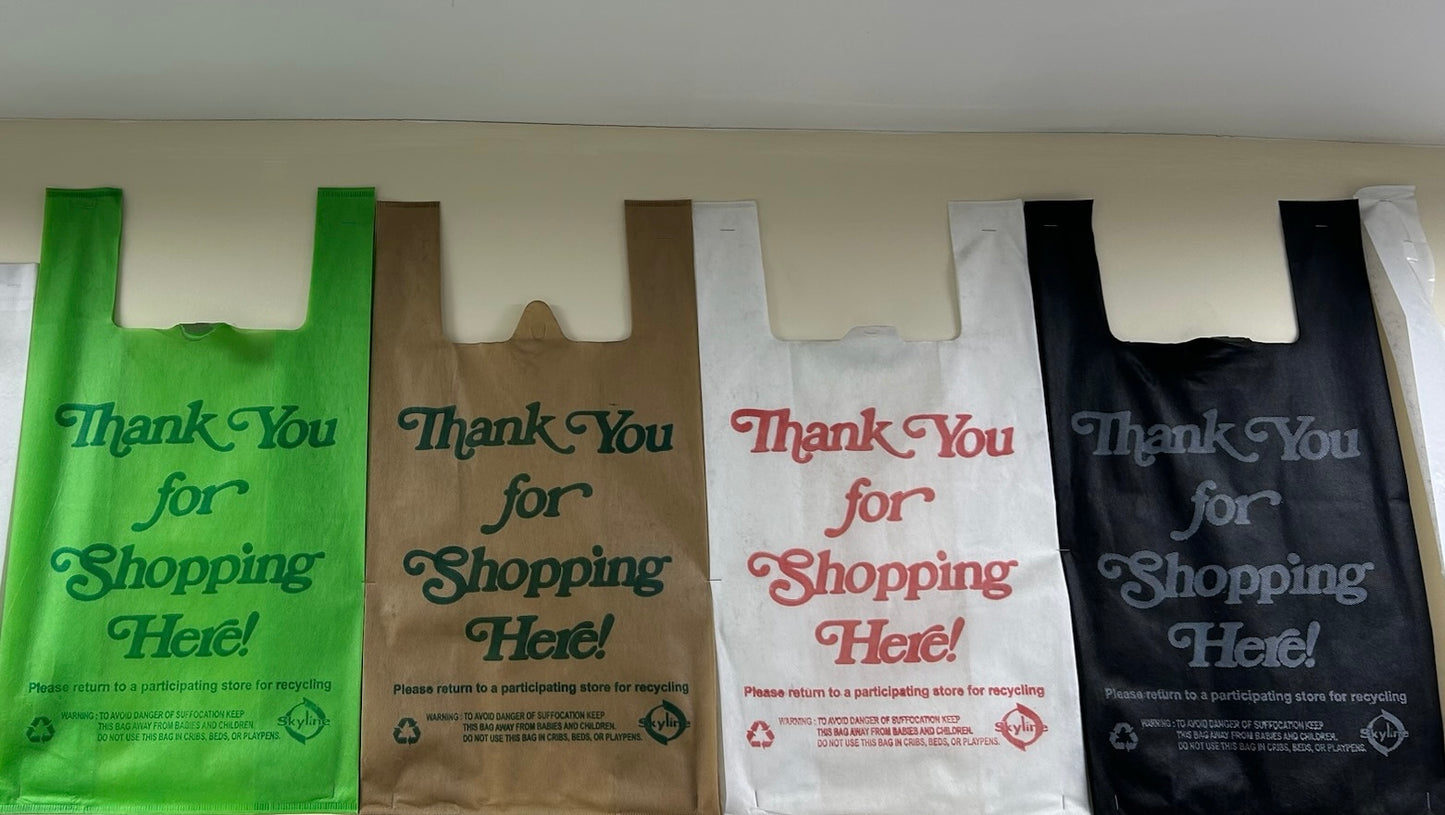 Thank You
for
Shopping
Here!
Please return to a participating store for recycling
WARNING : TO AVOID DANGER OF SUFFOCATION KEEP
THIS BAG AWAY FROM BABIES AND CHILDREN.
DO NOT USE THIS BAG IN CRIBS, BEDS, OR PLAYPENS.
Skyline
Thank You
for
Shopping
Here!
Please return to a participating store for recycling
WARNING : TO AVOID DANGER OF SUFFOCATION KEEP
THIS BAG AWAY FROM BABIES AND CHILDREN.
DO NOT USE THIS BAG IN CRIBS, BEDS, OR PLAYPENS.
Skyline
Thank You
for
Shopping
Here!
Please return to a participating store for recycling
WARNING : TO AVOID DANGER OF SUFFOCATION KEEP
THIS BAG AWAY FROM BABIES AND CHILDREN.
DO NOT USE THIS BAG IN CRIBS, BEDS, OR PLAYPENS.
Skyline
Thank You
for
Shopping
Here!
Please return to a participating store for recycling
WARNING : TO AVOID DANGER OF SUFFOCATION KEEP
THIS BAG AWAY FROM BABIES AND CHILDREN.
DO NOT USE THIS BAG IN CRIBS, BEDS, OR PLAYPENS.
Skyline